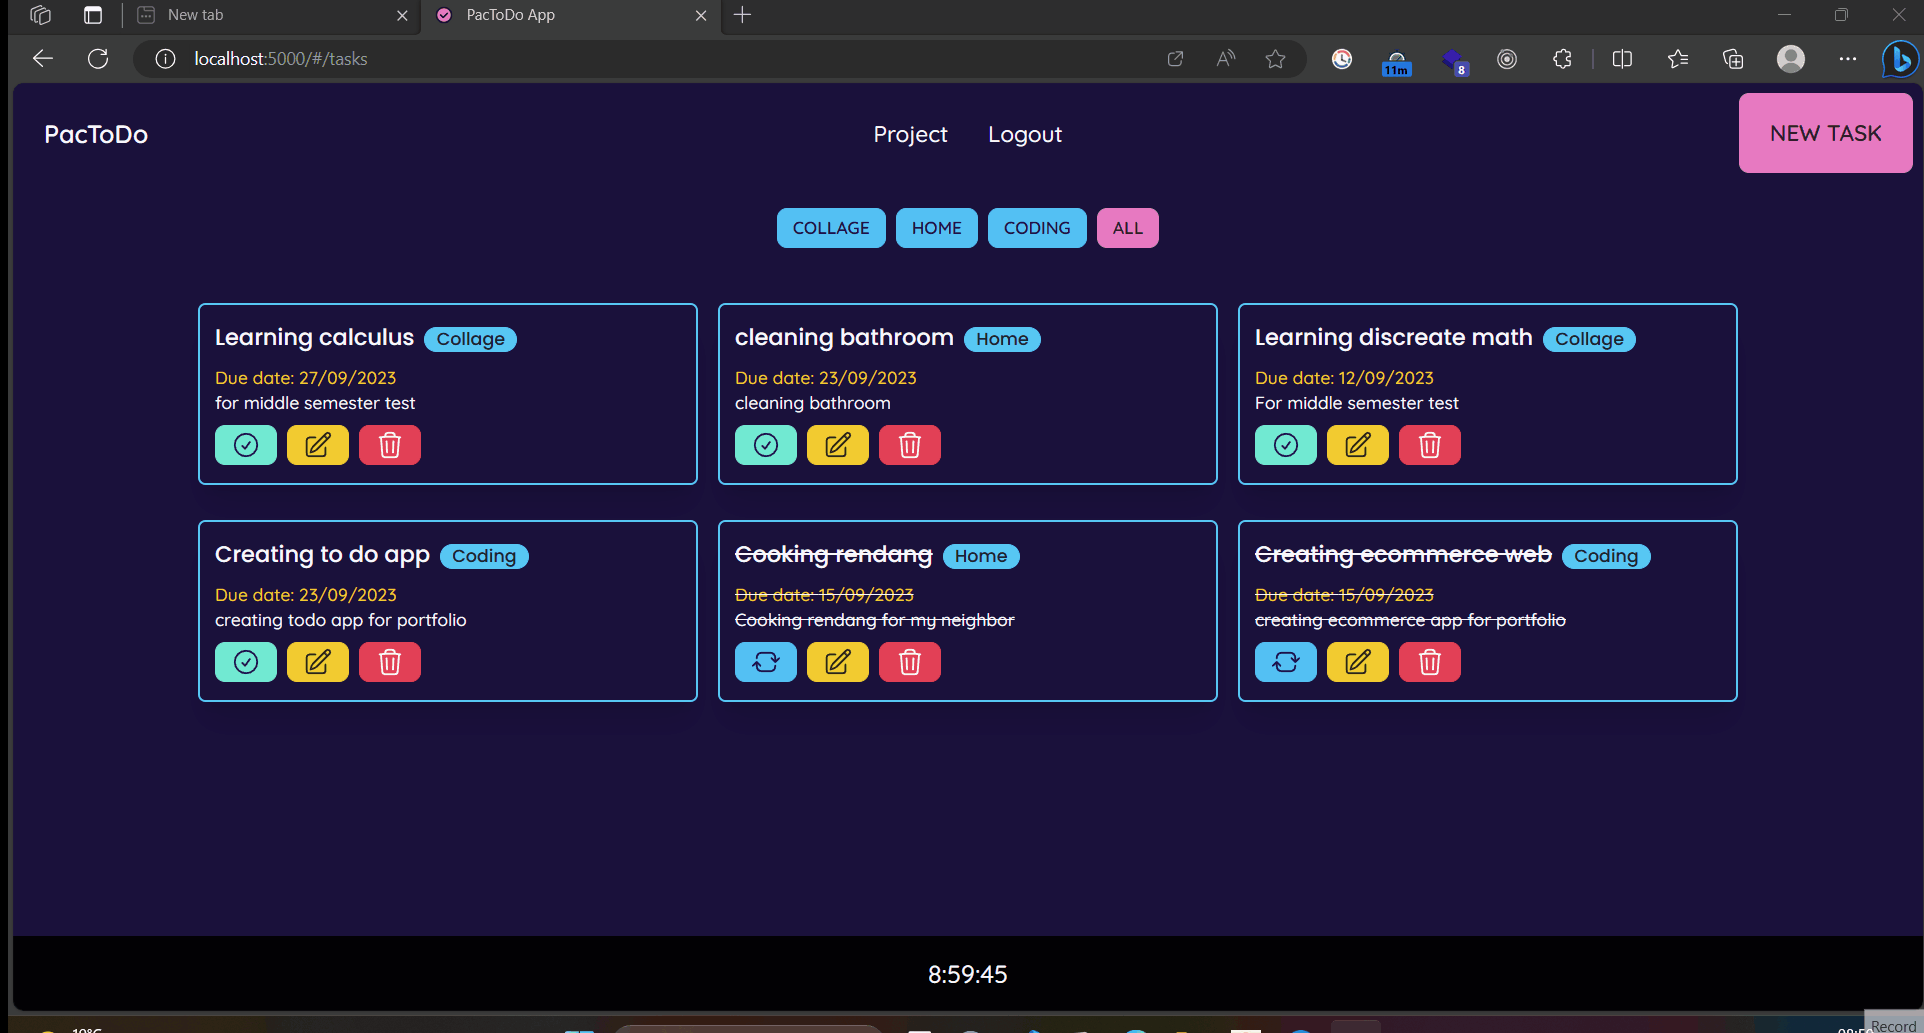 New tab
PacToDo App
localhost:5000/#/tasks
11m
8
PacToDo
Project
Logout
NEW TASK
COLLAGE
HOME
CODING
ALL
Learning calculus Collage
Due date: 27/09/2023
for middle semester test
cleaning bathroom Home
Due date: 23/09/2023
cleaning bathroom
Learning discreate math Collage
Due date: 12/09/2023
For middle semester test
Creating to do app Coding
Due date: 23/09/2023
creating todo app for portfolio
Cooking rendang Home
Due date: 15/09/2023
Cooking rendang for my neighbor
Creating ecommerce web Coding
Due date: 15/09/2023
creating ecommerce app for portfolio
8:59:45
Record